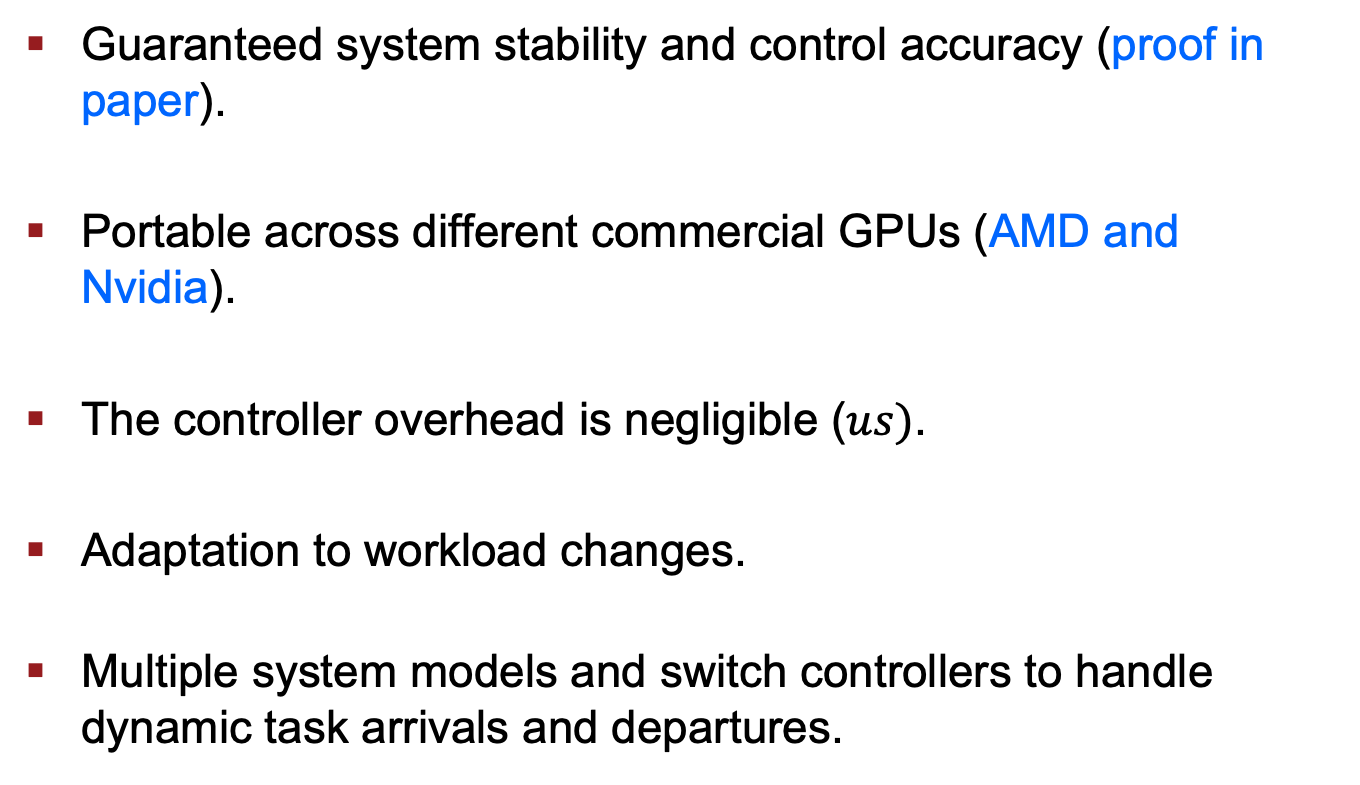 ▪ Guaranteed system stability and control accuracy (proof in
paper).
▪ Portable across different commercial GPUs (AMD and
Nvidia).
▪ The controller overhead is negligible (us).
▪ Adaptation to workload changes.
▪ Multiple system models and switch controllers to handle
dynamic task arrivals and departures.